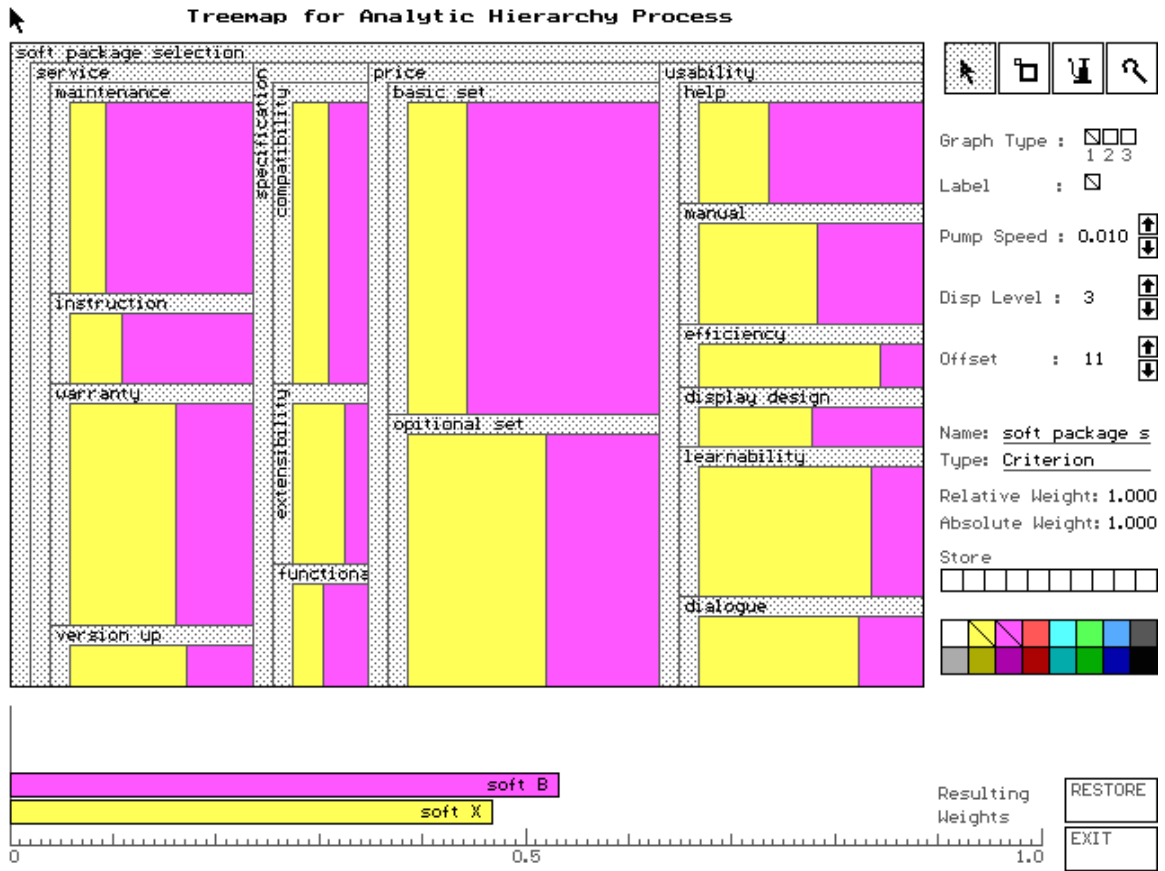 Treemap for Analytic Hierarchy Process
soft package selection
service
maintenance
instruction
warranty
version up
specification
compatibility
extensibility
functiona
price
basic set
opitional set
usability
help
manual
efficiency
display design
learnability
dialogue
Graph Type :
1 2 3
Label :
Pump Speed : 0.010
Disp Level : 3
Offset : 11
Name: soft package s
Type: Criterion
Relative Weight: 1.000
Absolute Weight: 1.000
Store
soft B
soft X
0 0.5 1.0
Resulting
Weights
RESTORE
EXIT